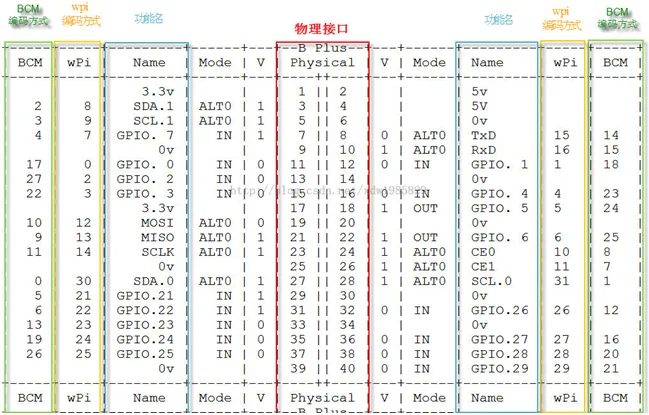 BCM 编码方式 wpi 编码方式 功能名 物理接口 功能名 wpi 编码方式 BCM 编码方式
B Plus
BCM | wPi | Name | Mode | V | Physical | V | Mode | Name | wPi | BCM
3.3v 1 || 2 5v
2 8 SDA.1 ALT0 1 3 || 4 5V
3 9 SCL.1 ALT0 1 5 || 6 0v
4 7 GPIO. 7 IN 1 7 || 8 0 ALT0 TxD 15 14
0v 9 || 10 1 ALT0 RxD 16 15
17 0 GPIO. 0 IN 0 11 || 12 0 IN GPIO. 1 1 18
27 2 GPIO. 2 IN 0 13 || 14 0v
22 3 GPIO. 3 IN 0 15 || 16 0 IN GPIO. 4 4 23
3.3v 17 || 18 1 OUT GPIO. 5 5 24
10 12 MOSI ALT0 0 19 || 20 0v
9 13 MISO ALT0 1 21 || 22 1 OUT GPIO. 6 6 25
11 14 SCLK ALT0 0 23 || 24 1 ALT0 CE0 10 8
0v 25 || 26 1 ALT0 CE1 11 7
0 30 SDA.0 ALT0 1 27 || 28 1 ALT0 SCL.0 31 1
5 21 GPIO.21 IN 1 29 || 30 0v
6 22 GPIO.22 IN 1 31 || 32 0 IN GPIO.26 26 12
13 23 GPIO.23 IN 0 33 || 34 0v
19 24 GPIO.24 IN 0 35 || 36 0 IN GPIO.27 27 16
26 25 GPIO.25 IN 0 37 || 38 0 IN GPIO.28 28 20
0v 39 || 40 0 IN GPIO.29 29 21
BCM | wPi | Name | Mode | V | Physical | V | Mode | Name | wPi | BCM
B Plus